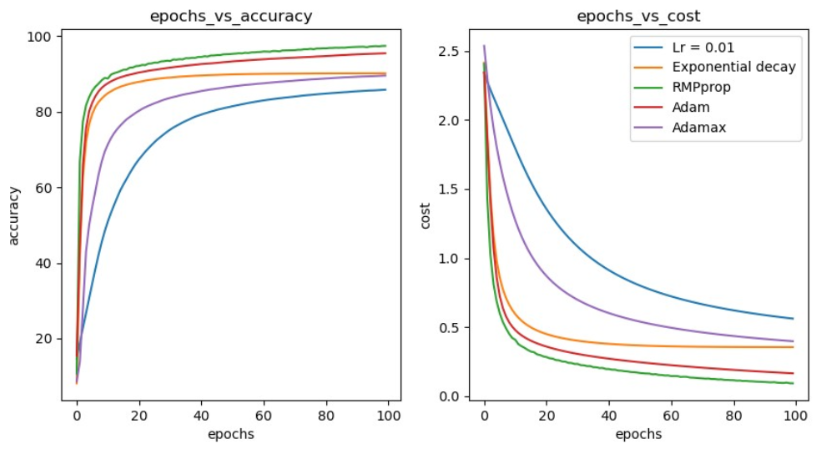 epochs_vs_accuracy
100
80
60
40
20
accuracy
0 20 40 60 80 100
epochs
epochs_vs_cost
2.5
2.0
1.5
1.0
0.5
0.0
cost
0 20 40 60 80 100
epochs
Lr = 0.01
Exponential decay
RMPprop
Adam
Adamax